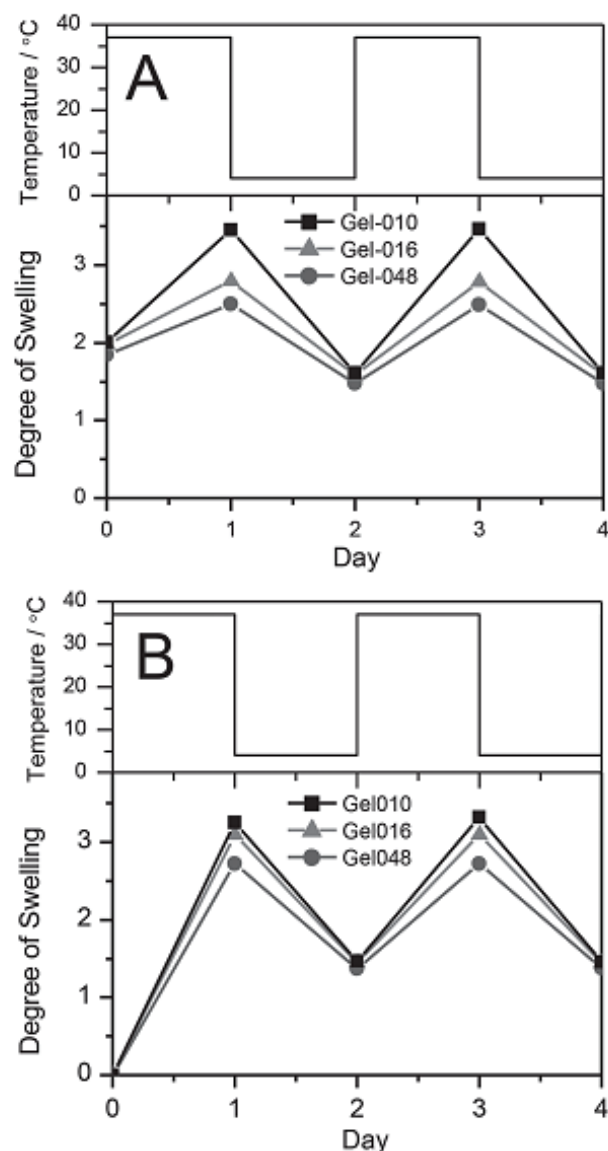 A
Temperature / °C
40
30
20
10
0
Gel-010
Gel-016
Gel-048
Degree of Swelling
3
2
1
0
0 1 2 3 4
Day
B
Temperature / °C
40
30
20
10
0
Gel010
Gel016
Gel048
Degree of Swelling
3
2
1
0
0 1 2 3 4
Day